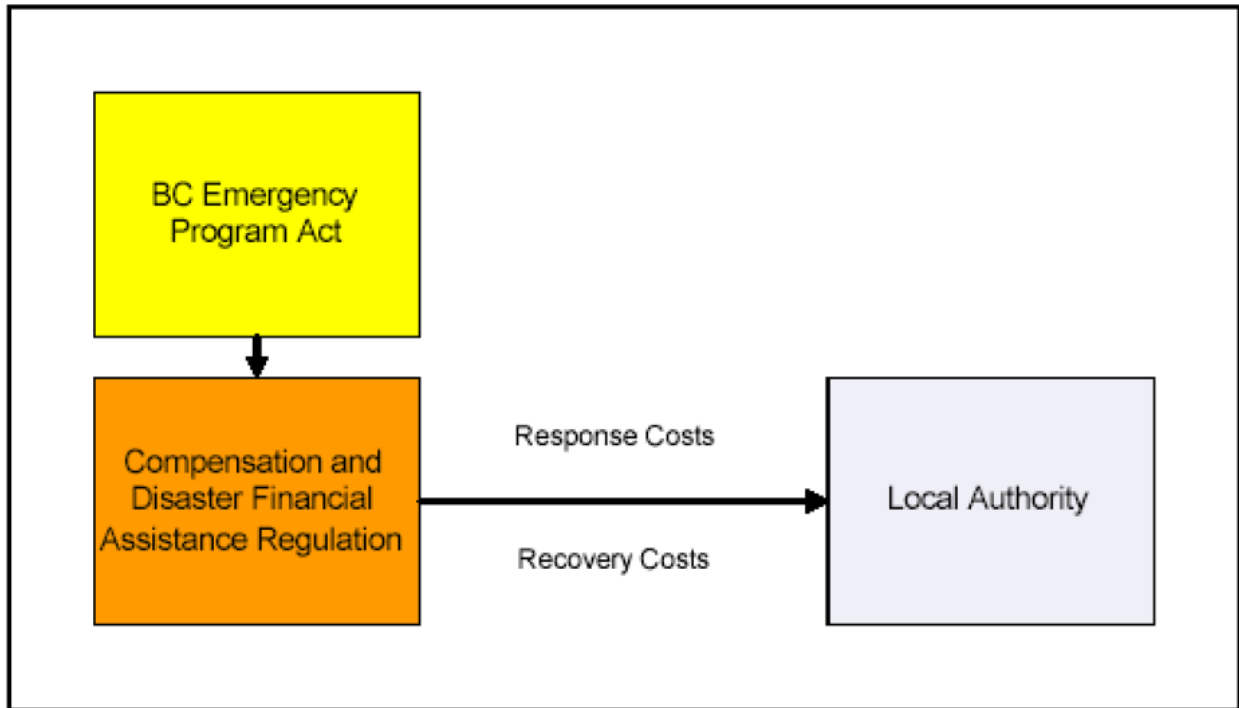 BC Emergency
Program Act
Compensation and
Disaster Financial
Assistance Regulation
Response Costs
Recovery Costs
Local Authority